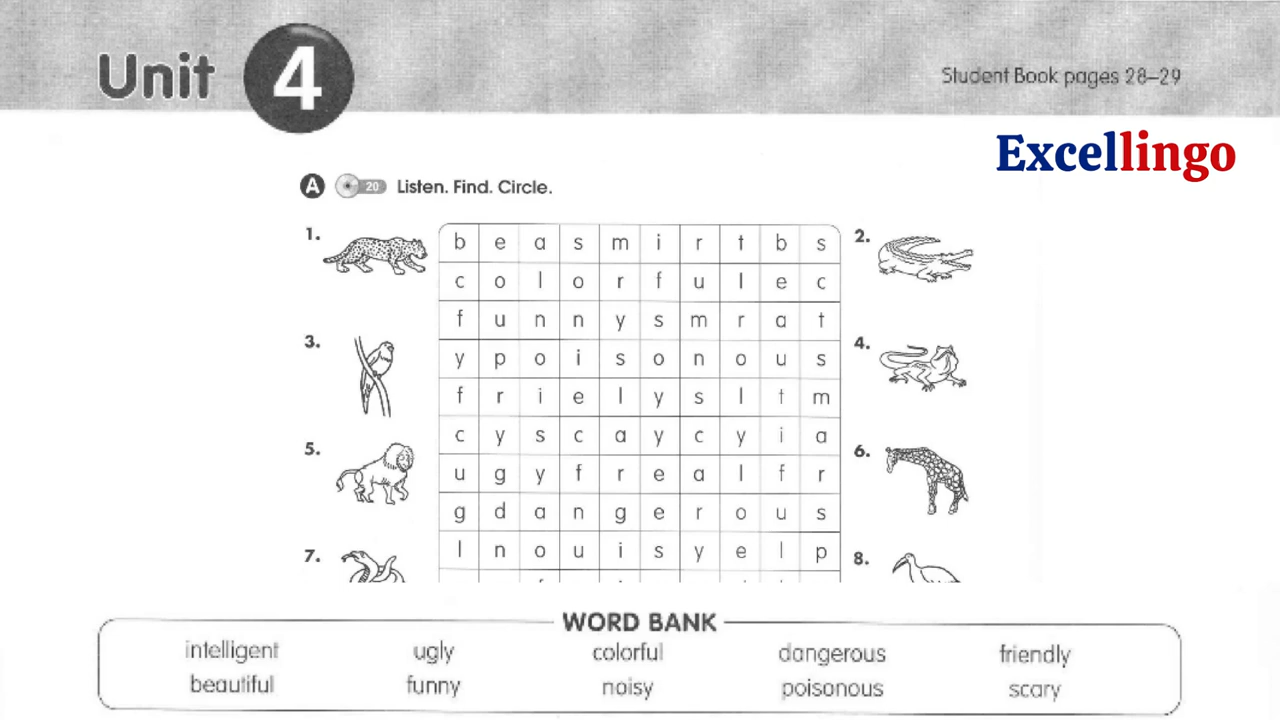 Unit 4
Student Book pages 28–29
Excellingo
A 20 Listen. Find. Circle.
1.
2.
b e a s m i r t b s
c o l o r f u l e c
f u n n y s m r a t
3.
4.
y p o i s o n o u s
f r i e l y s l t m
c y s c a y c y i a
5.
6.
u g y f r e a l f r
g d a n g e r o u s
l n o u i s y e l p
7.
8.
WORD BANK
intelligent ugly colorful dangerous friendly
beautiful funny noisy poisonous scary